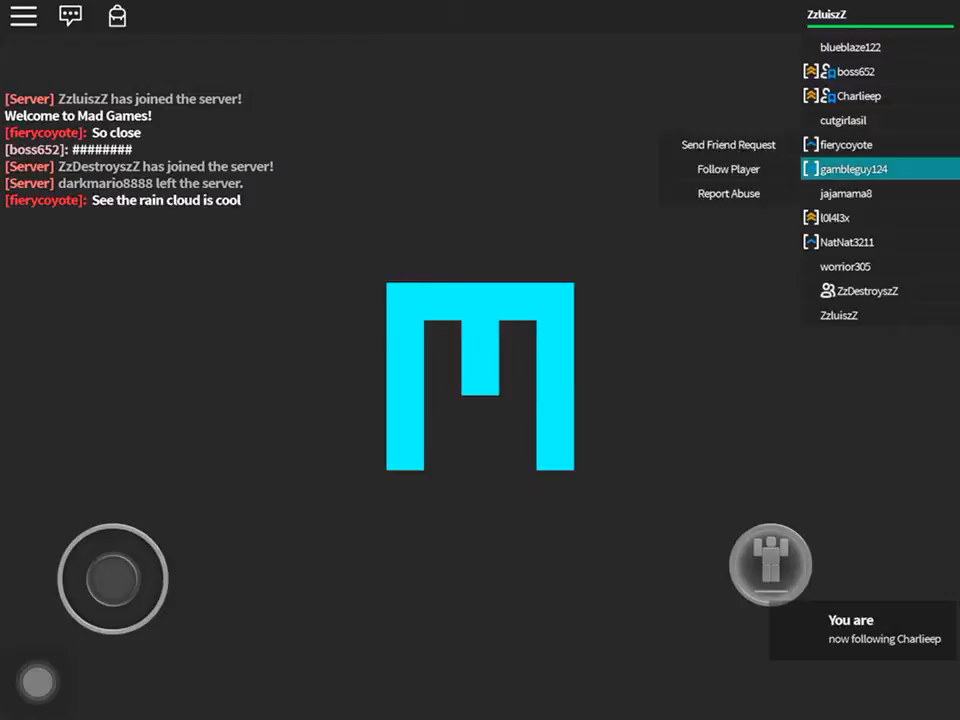 [Server] ZzluiszZ has joined the server!
Welcome to Mad Games!
[fierycoyote]: So close
[boss652]: ########
[Server] ZzDestroyszZ has joined the server!
[Server] darkmario8888 left the server.
[fierycoyote]: See the rain cloud is cool
Send Friend Request
Follow Player
Report Abuse
ZzluiszZ
blueblaze122
boss652
Charlieep
cutgirlasil
fierycoyote
gambleguy124
jajamama8
l0l4l3x
NatNat3211
worrior305
ZzDestroyszZ
ZzluiszZ
m
You are
now following Charlieep